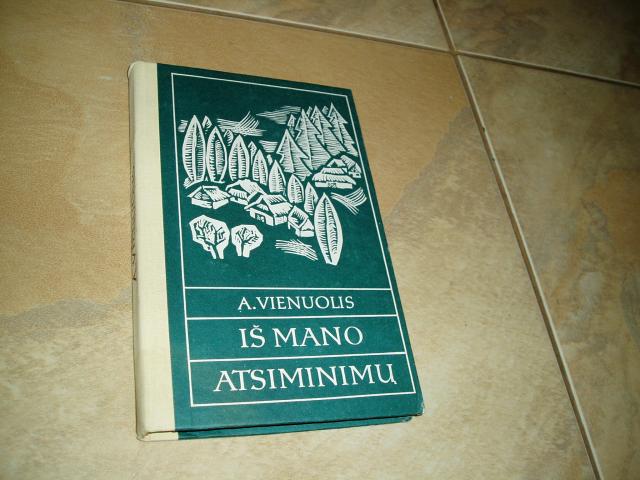 A. VIENUOLIS
IŠ MANO
ATSIMINIMŲ